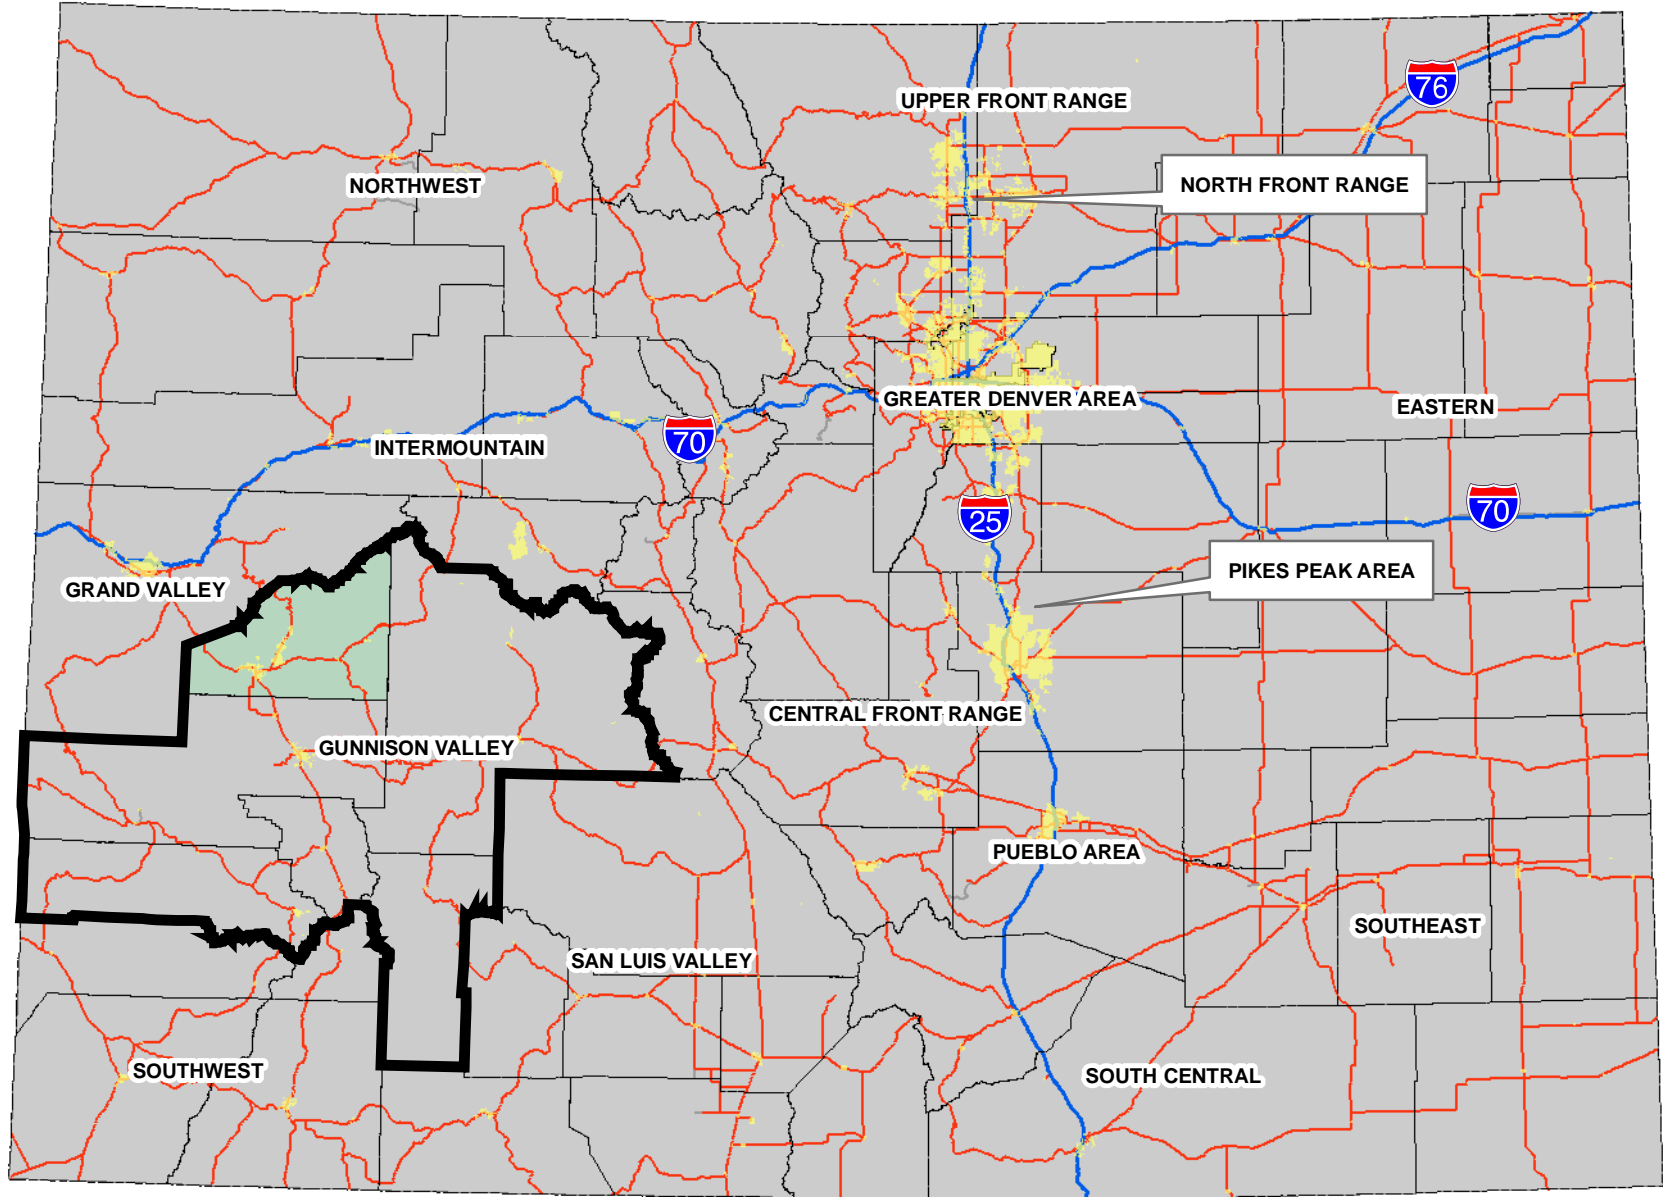 76
UPPER FRONT RANGE
NORTH FRONT RANGE
NORTHWEST
GREATER DENVER AREA
EASTERN
70
INTERMOUNTAIN
25
70
PIKES PEAK AREA
GRAND VALLEY
CENTRAL FRONT RANGE
GUNNISON VALLEY
PUEBLO AREA
SOUTHEAST
SAN LUIS VALLEY
SOUTHWEST
SOUTH CENTRAL